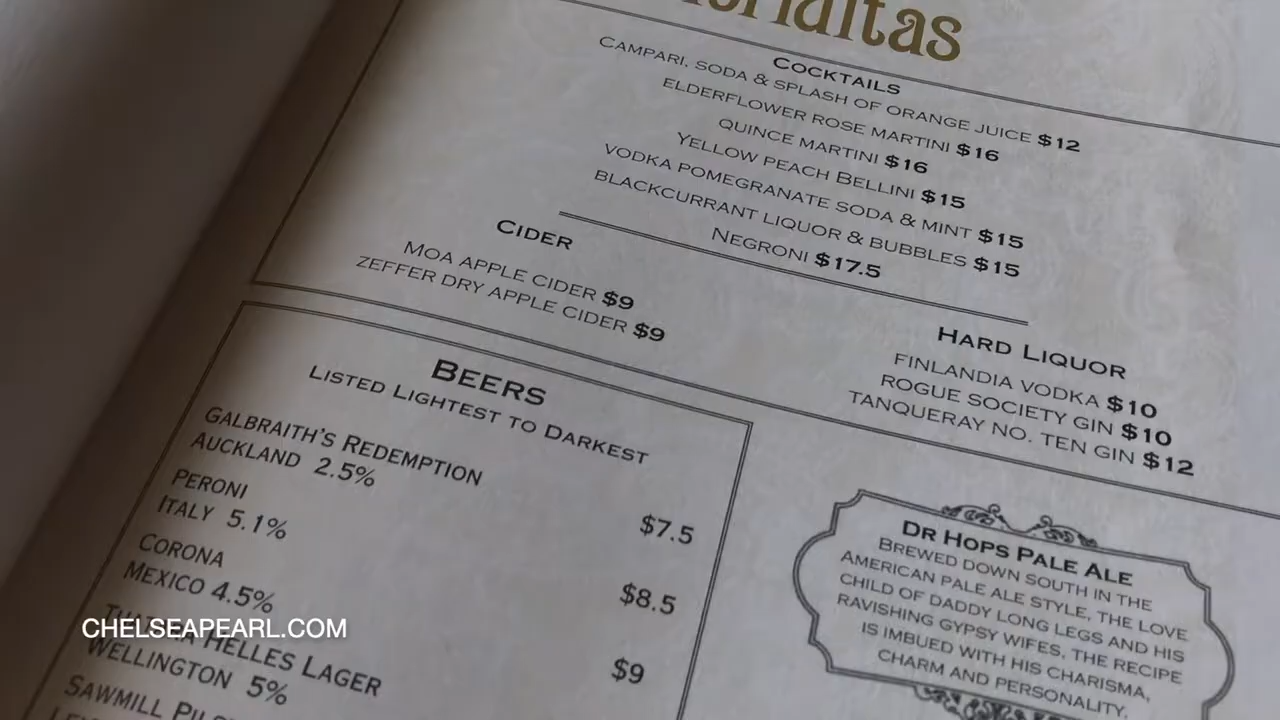 COCKTAILS
CAMPARI, SODA & SPLASH OF ORANGE JUICE $12
ELDERFLOWER ROSE MARTINI $16
QUINCE MARTINI $16
YELLOW PEACH BELLINI $15
VODKA POMEGRANATE SODA & MINT $15
BLACKCURRANT LIQUOR & BUBBLES $15
NEGRONI $17.5
CIDER
MOA APPLE CIDER $9
ZEFFER DRY APPLE CIDER $9
HARD LIQUOR
FINLANDIA VODKA $10
ROGUE SOCIETY GIN $10
TANQUERAY NO. TEN GIN $12
BEERS
LISTED LIGHTEST TO DARKEST
GALBRAITH'S REDEMPTION
AUCKLAND 2.5% $7.5
PERONI
ITALY 5.1% $8.5
CORONA
MEXICO 4.5% $9
HELLES LAGER
WELLINGTON 5%
SAWMILL
DR HOPS PALE ALE
BREWED DOWN SOUTH IN THE
AMERICAN PALE ALE STYLE, THE LOVE
CHILD OF DADDY LONG LEGS AND HIS
RAVISHING GYPSY WIFES, THE RECIPE
IS IMBUED WITH HIS CHARISMA,
CHARM AND PERSONALITY.
CHELSEAPEARL.COM